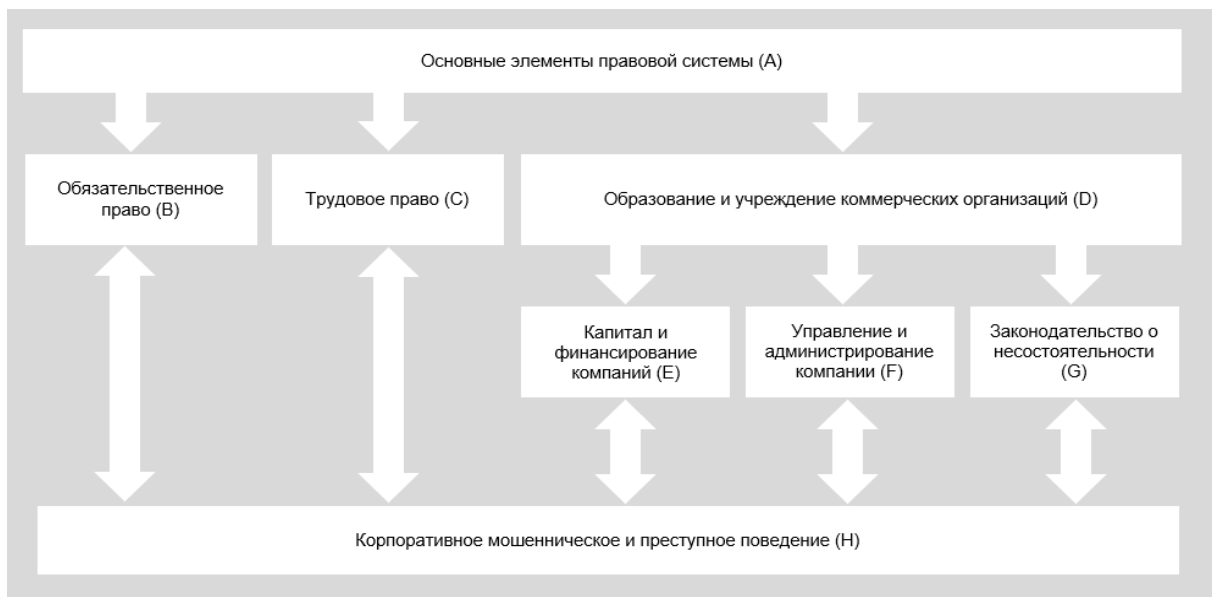 Основные элементы правовой системы (A)
Обязательственное
право (B)
Трудовое право (C)
Образование и учреждение коммерческих организаций (D)
Капитал и
финансирование
компаний (E)
Управление и
администрирование
компании (F)
Законодательство о
несостоятельности
(G)
Корпоративное мошенническое и преступное поведение (H)